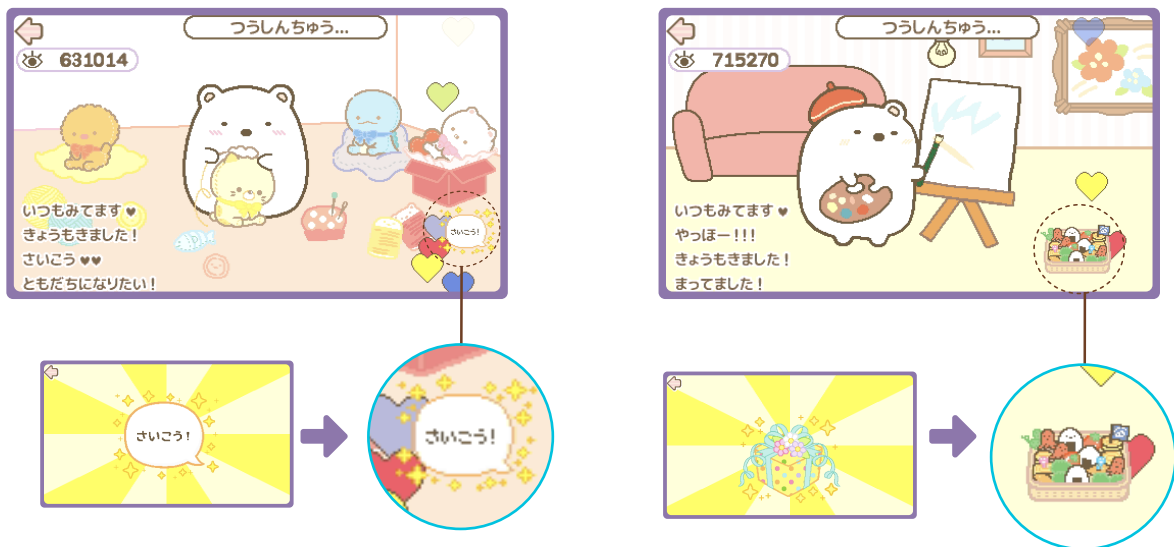 つうしんちゅう...
631014
いつもみてます♥
きょうもきました！
さいこう♥♥
ともだちになりたい！
さいこう！
さいこう！
さいこう！
つうしんちゅう...
715270
いつもみてます♥
やっほー！！！
きょうもきました！
まってました！